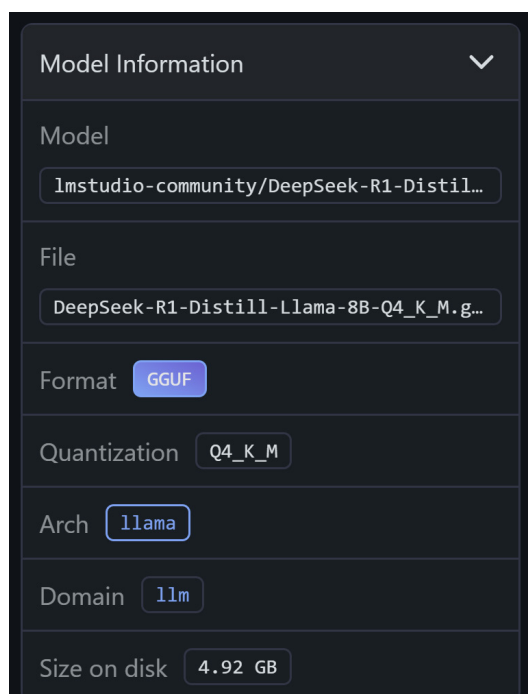 Model Information
Model
lmstudio-community/DeepSeek-R1-Distil…
File
DeepSeek-R1-Distill-Llama-8B-Q4_K_M.g…
Format GGUF
Quantization Q4_K_M
Arch llama
Domain llm
Size on disk 4.92 GB